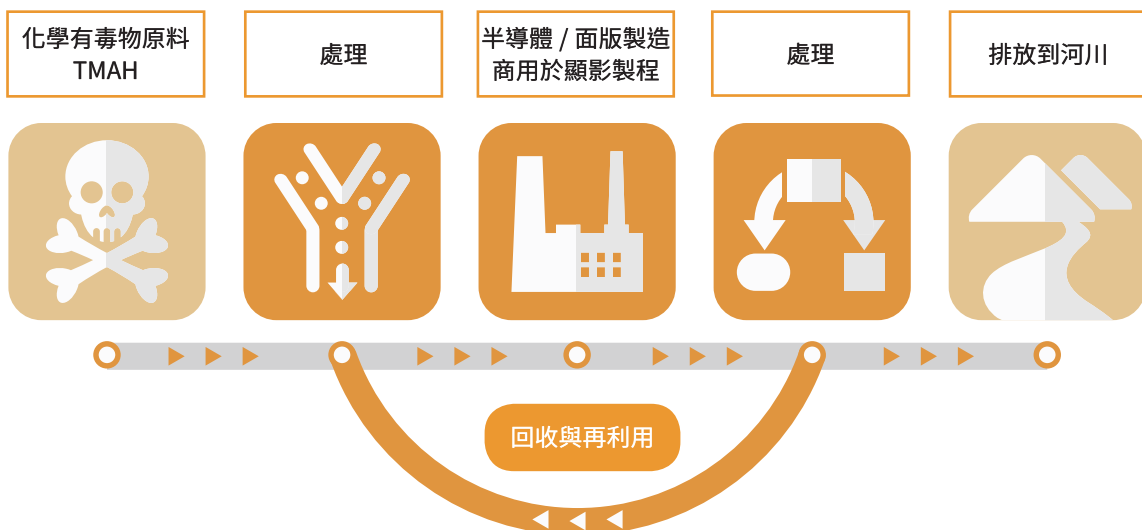 化學有毒物原料
TMAH
處理
半導體 / 面版製造
商用於顯影製程
處理
排放到河川
回收與再利用